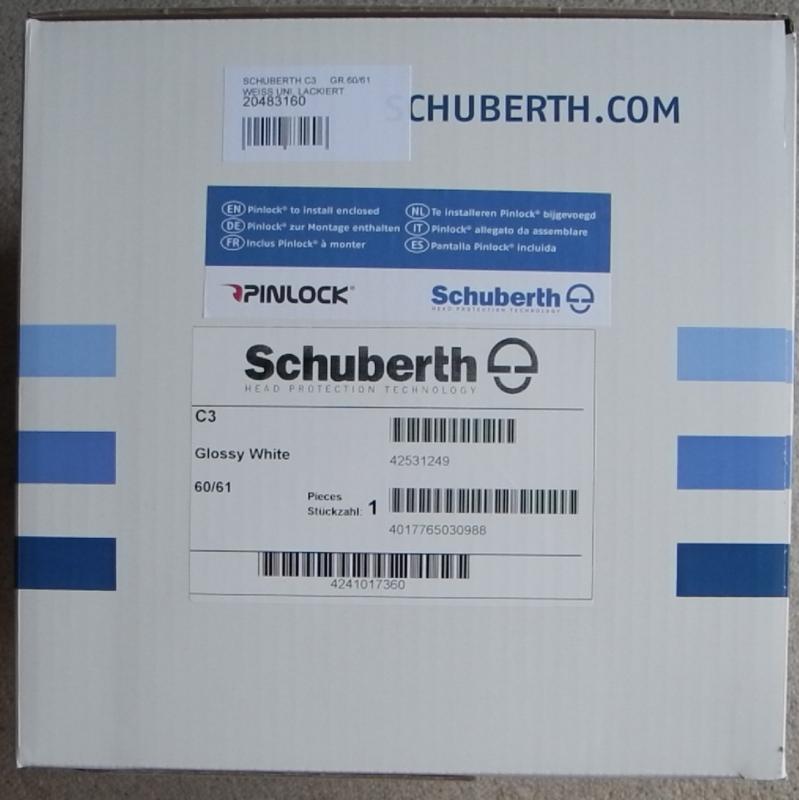 SCHUBERTH C3 GR.60/61
WEISS UNI, LACKIERT
20483160
SCHUBERTH.COM
EN Pinlock® to install enclosed
DE Pinlock® zur Montage enthalten
FR Inclus Pinlock® à monter
NL Te installeren Pinlock® bijgevoegd
IT Pinlock® allegato da assemblare
ES Pantalla Pinlock® incluida
PINLOCK®
Schuberth
HEAD PROTECTION TECHNOLOGY
Schuberth
HEAD PROTECTION TECHNOLOGY
C3
Glossy White
42531249
60/61
Pieces
Stückzahl: 1
4017765030988
4241017360